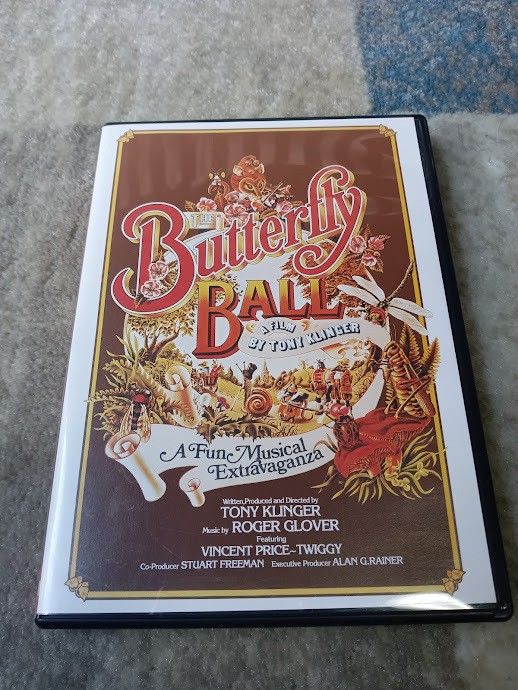 THE
Butterfly
BALL
A FILM
BY TONY KLINGER
A Fun Musical
Extravaganza
Written, Produced and Directed by
TONY KLINGER
Music by ROGER GLOVER
Featuring
VINCENT PRICE~TWIGGY
Co-Producer STUART FREEMAN Executive Producer ALAN G.RAINER